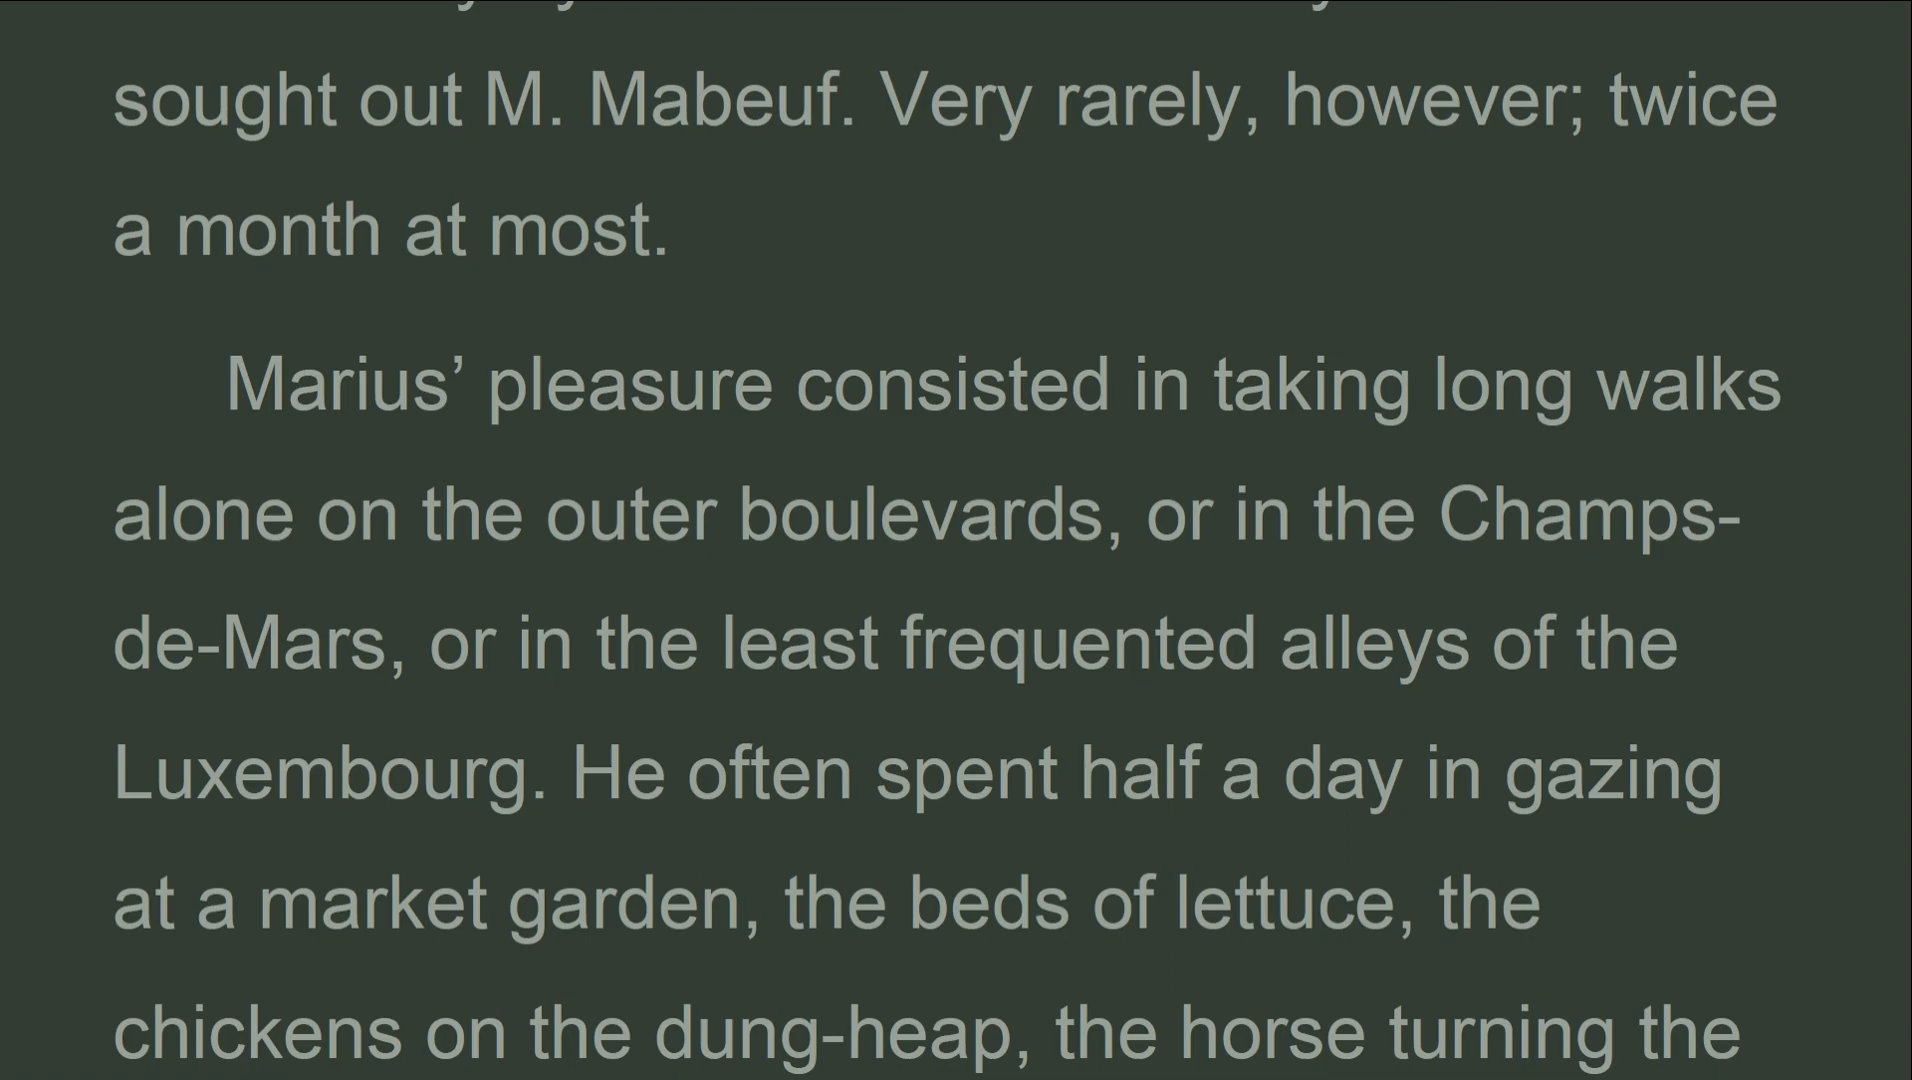 sought out M. Mabeuf. Very rarely, however; twice
a month at most.
Marius’ pleasure consisted in taking long walks
alone on the outer boulevards, or in the Champs-
de-Mars, or in the least frequented alleys of the
Luxembourg. He often spent half a day in gazing
at a market garden, the beds of lettuce, the
chickens on the dung-heap, the horse turning the